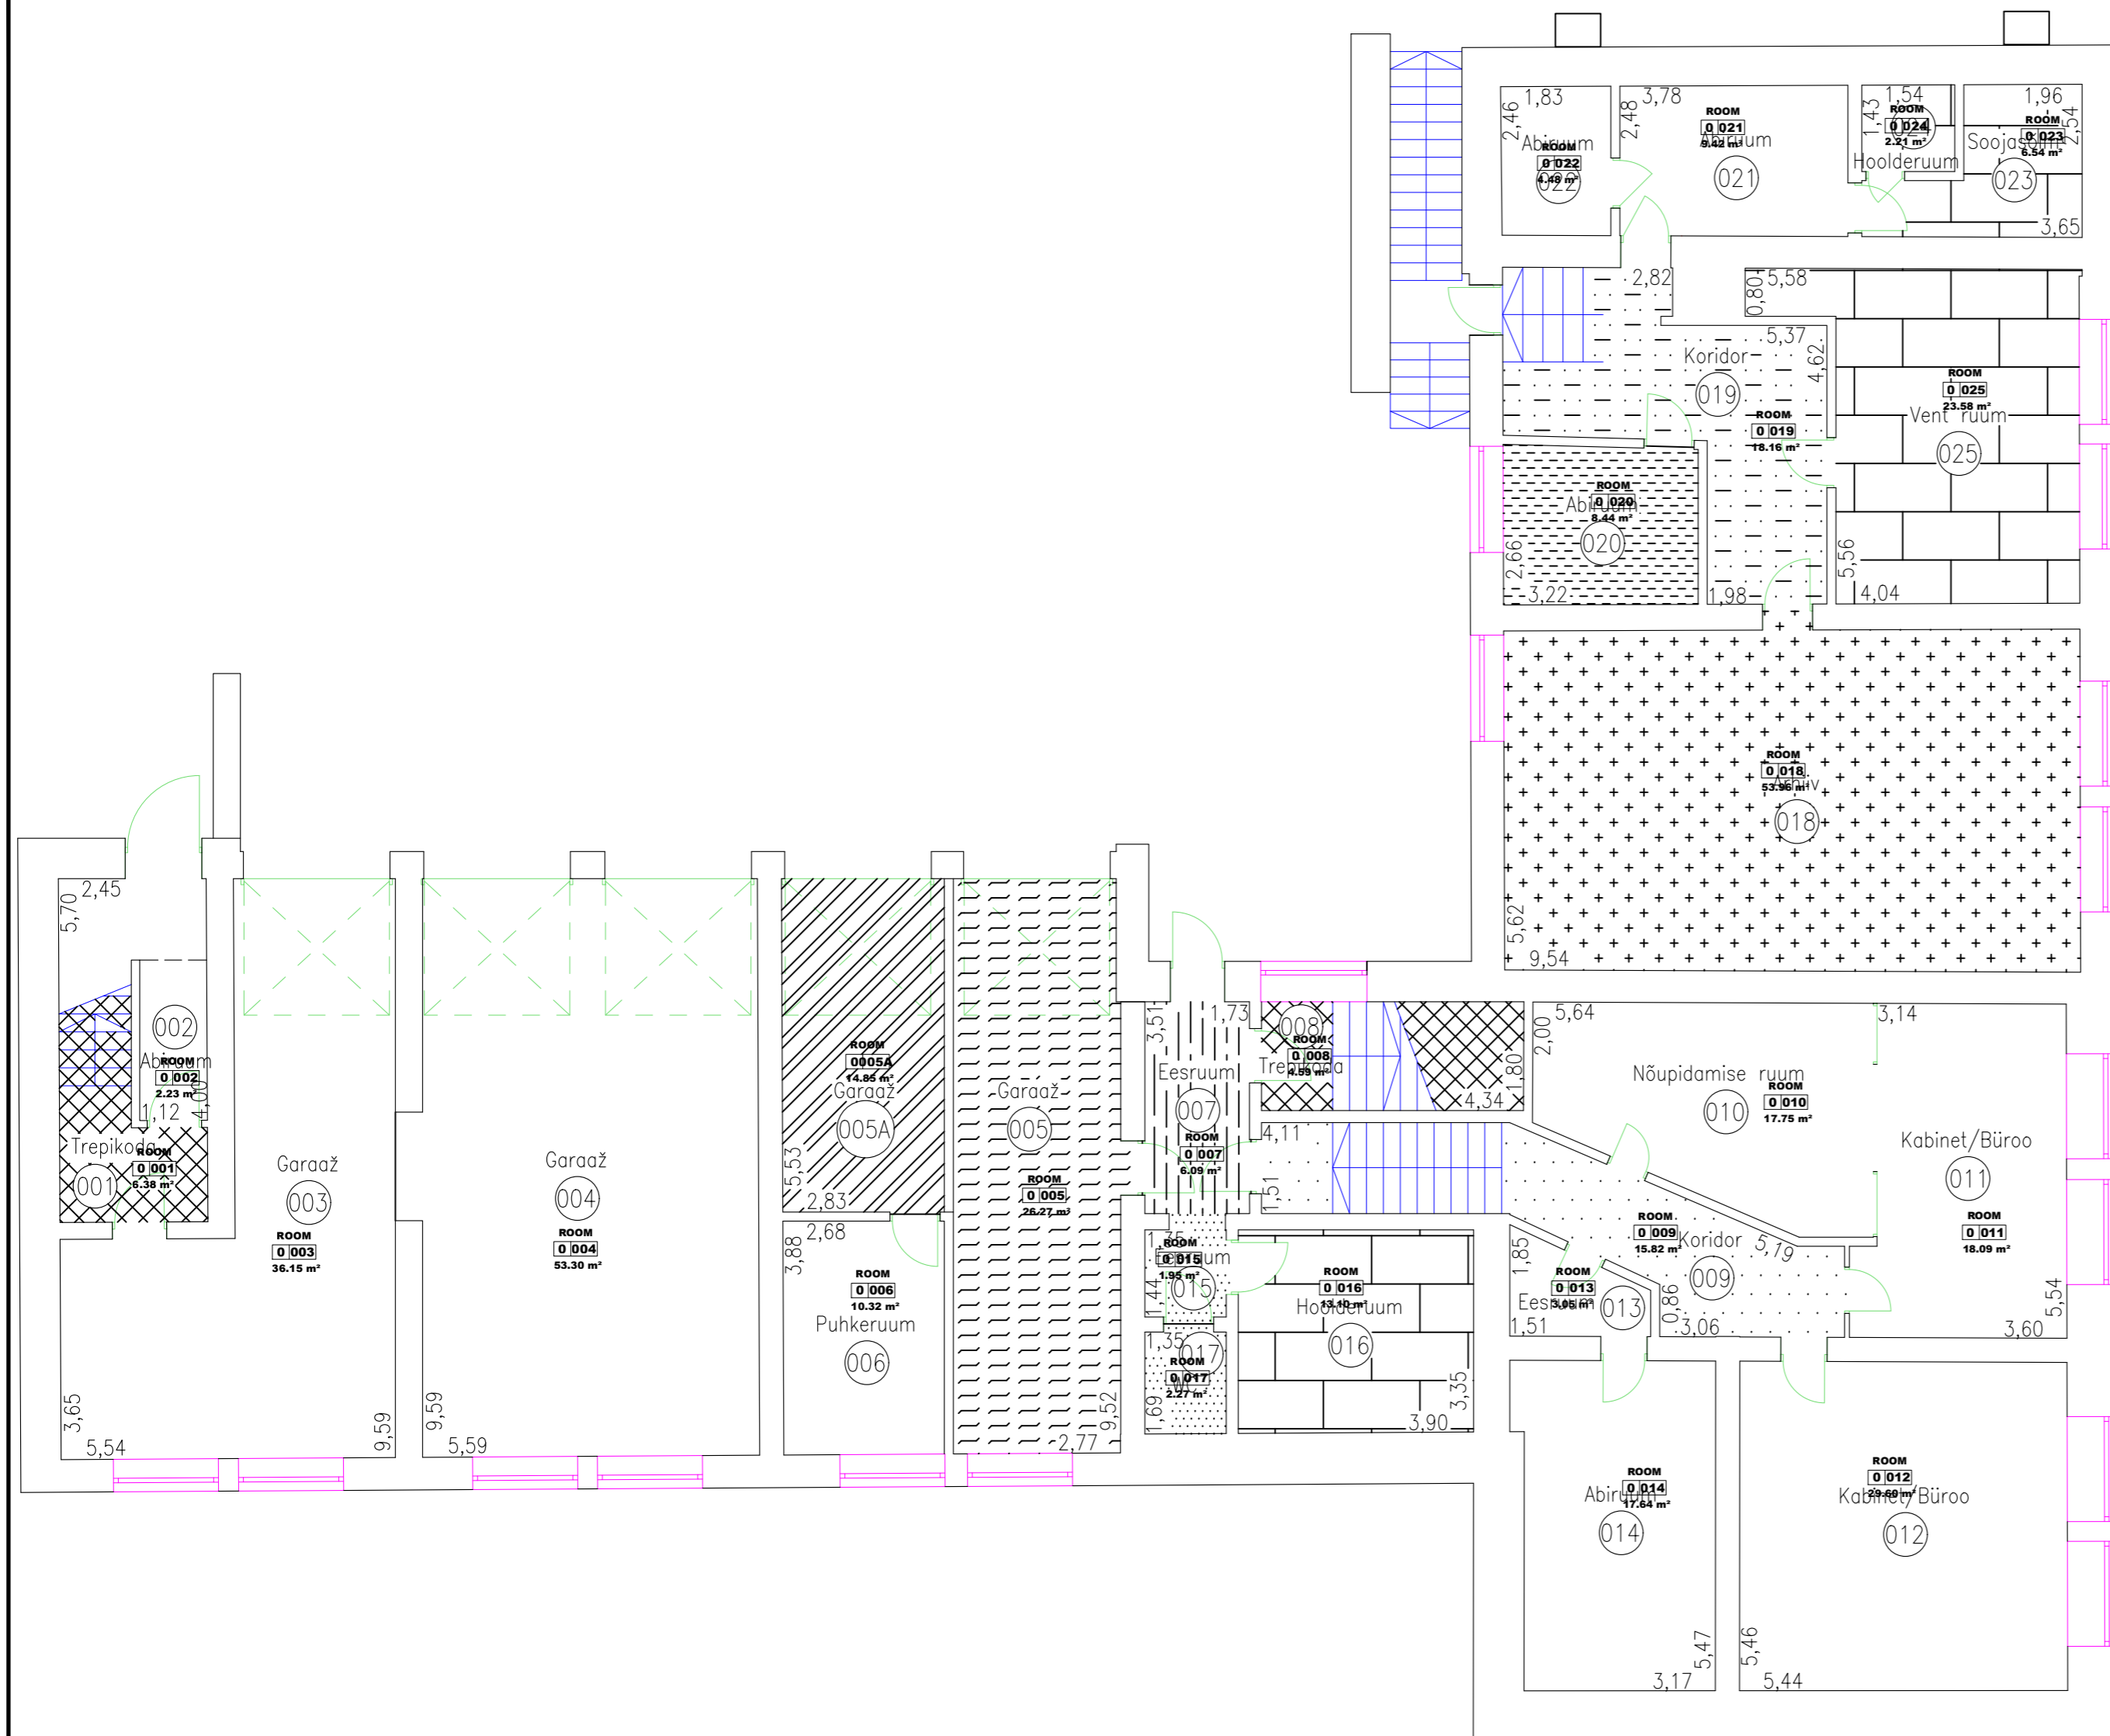 1,83
2,46
Abiruum
ROOM
0 022
4.48 m²
022
3,78
2,48
ROOM
0 021
9.42 m²
Abiruum
021
1,54
1,43
ROOM
0 024
2.21 m²
024
Hoolderuum
1,96
2,54
ROOM
0 023
6.54 m²
Soojasõlm
023
3,65
2,82
0,80
5,58
5,37
4,62
Koridor
019
ROOM
0 019
18.16 m²
ROOM
0 025
23.58 m²
Vent ruum
025
5,56
4,04
ROOM
0 020
8.44 m²
Abiruum
020
2,66
3,22
1,98
ROOM
0 018
53.96 m²
Arhiiv
018
5,62
9,54
2,45
5,70
002
Abiruum
ROOM
0 002
2.23 m²
1,12
4,00
Trepikoda
ROOM
0 001
6.38 m²
001
Garaaž
003
ROOM
0 003
36.15 m²
3,65
5,54
9,59
Garaaž
004
ROOM
0 004
53.30 m²
9,59
5,59
ROOM
0005A
14.85 m²
Garaaž
005A
5,53
2,83
2,68
3,88
ROOM
0 006
10.32 m²
Puhkeruum
006
Garaaž
005
ROOM
0 005
26.27 m²
9,52
2,77
3,51
1,73
Eesruum
007
ROOM
0 007
6.09 m²
008
ROOM
0 008
4.59 m²
Trepikoda
1,80
4,34
4,11
1,51
5,64
2,00
3,14
Nõupidamise ruum
010
ROOM
0 010
17.75 m²
Kabinet/Büroo
011
ROOM
0 011
18.09 m²
5,54
3,60
ROOM
0 009
15.82 m²
Koridor
009
5,19
1,85
ROOM
0 013
3.05 m²
Eesruum
013
1,51
0,86
3,06
1,35
ROOM
0 015
1.95 m²
Eesruum
015
1,44
1,35
017
ROOM
0 017
2.27 m²
1,69
ROOM
0 016
13.10 m²
Hoolderuum
016
3,35
3,90
ROOM
0 014
17.64 m²
Abiruum
014
5,47
3,17
ROOM
0 012
29.60 m²
Kabinet/Büroo
012
5,46
5,44